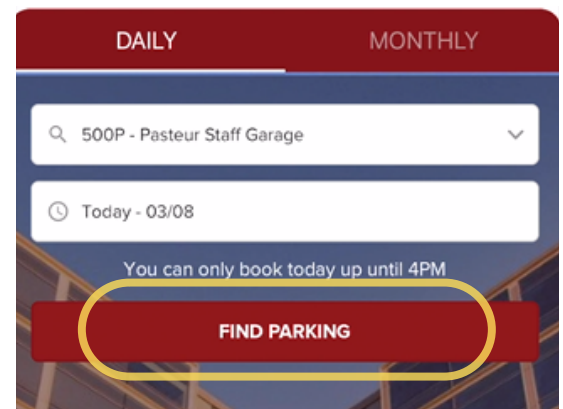 DAILY MONTHLY
500P - Pasteur Staff Garage
Today - 03/08
You can only book today up until 4PM
FIND PARKING